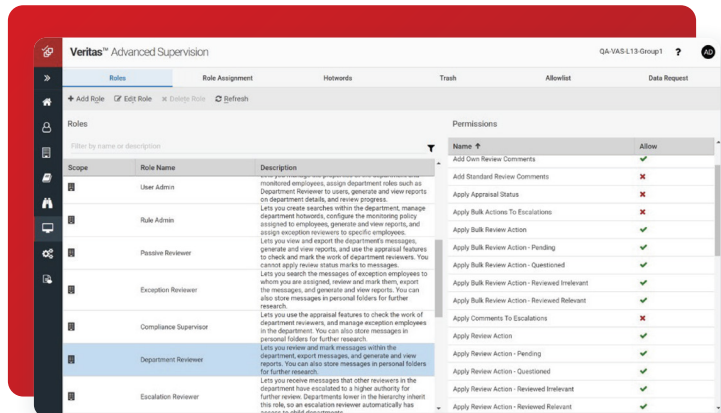 Veritas™ Advanced Supervision
QA-VAS-L13-Group1 ? AD
Roles Role Assignment Hotwords Trash Allowlist Data Request
+ Add Role Edit Role × Delete Role Refresh
Roles
Filter by name or description
Scope Role Name Description
monitored employees, assign department roles such as
User Admin
Department Reviewer to users, generate and view reports
on department details, and review progress.
Lets you create searches within the department, manage
department hotwords, configure the monitoring policy
Rule Admin
assigned to employees, generate and view reports, and
assign exception reviewers to specific employees.
Lets you view and export the department's messages,
generate and view reports, and use the appraisal features
Passive Reviewer
to check and mark the work of department reviewers. You
cannot apply review status marks to messages.
Lets you search the messages of exception employees to
whom you are assigned, review and mark them, export
Exception Reviewer
the messages, and generate and view reports. You can
also store messages in personal folders for further
research.
Lets you use the appraisal features to check the work of
department reviewers, and manage exception employees
Compliance Supervisor
in the department. You can also store messages in
personal folders for further research.
Lets you review and mark messages within the
department, export messages, and generate and view
Department Reviewer
reports. You can also store messages in personal folders
for further research.
Lets you receive messages that other reviewers in the
department have escalated to a higher authority for
Escalation Reviewer
further review. Departments lower in the hierarchy inherit
this role, so an escalation reviewer automatically has
access to child departments.
Permissions
Name ↑ Allow
Add Own Review Comments
Add Standard Review Comments
Apply Appraisal Status
Apply Bulk Actions To Escalations
Apply Bulk Review Action
Apply Bulk Review Action - Pending
Apply Bulk Review Action - Questioned
Apply Bulk Review Action - Reviewed Irrelevant
Apply Bulk Review Action - Reviewed Relevant
Apply Comments To Escalations
Apply Review Action
Apply Review Action - Pending
Apply Review Action - Questioned
Apply Review Action - Reviewed Irrelevant
Apply Review Action - Reviewed Relevant